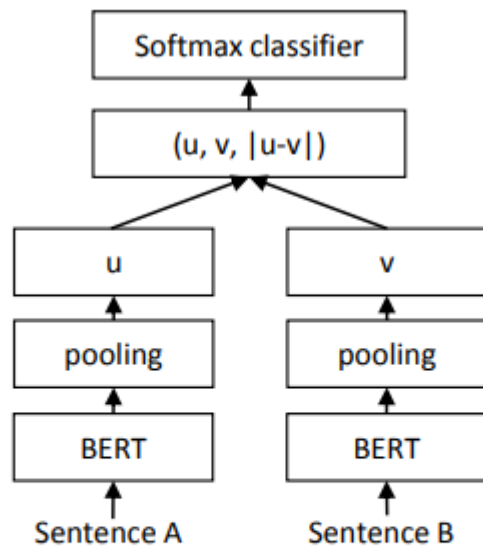 Softmax classifier
(u, v, |u-v|)
u
v
pooling
pooling
BERT
BERT
Sentence A
Sentence B